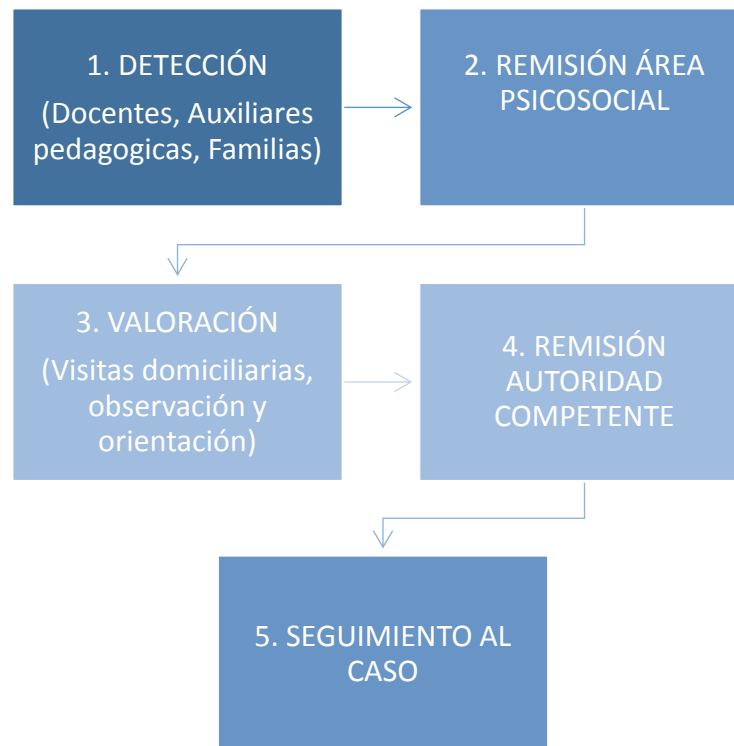 1. DETECCIÓN
(Docentes, Auxiliares
pedagogicas, Familias)
2. REMISIÓN ÁREA
PSICOSOCIAL
3. VALORACIÓN
(Visitas domiciliarias,
observación y
orientación)
4. REMISIÓN
AUTORIDAD
COMPETENTE
5. SEGUIMIENTO AL
CASO